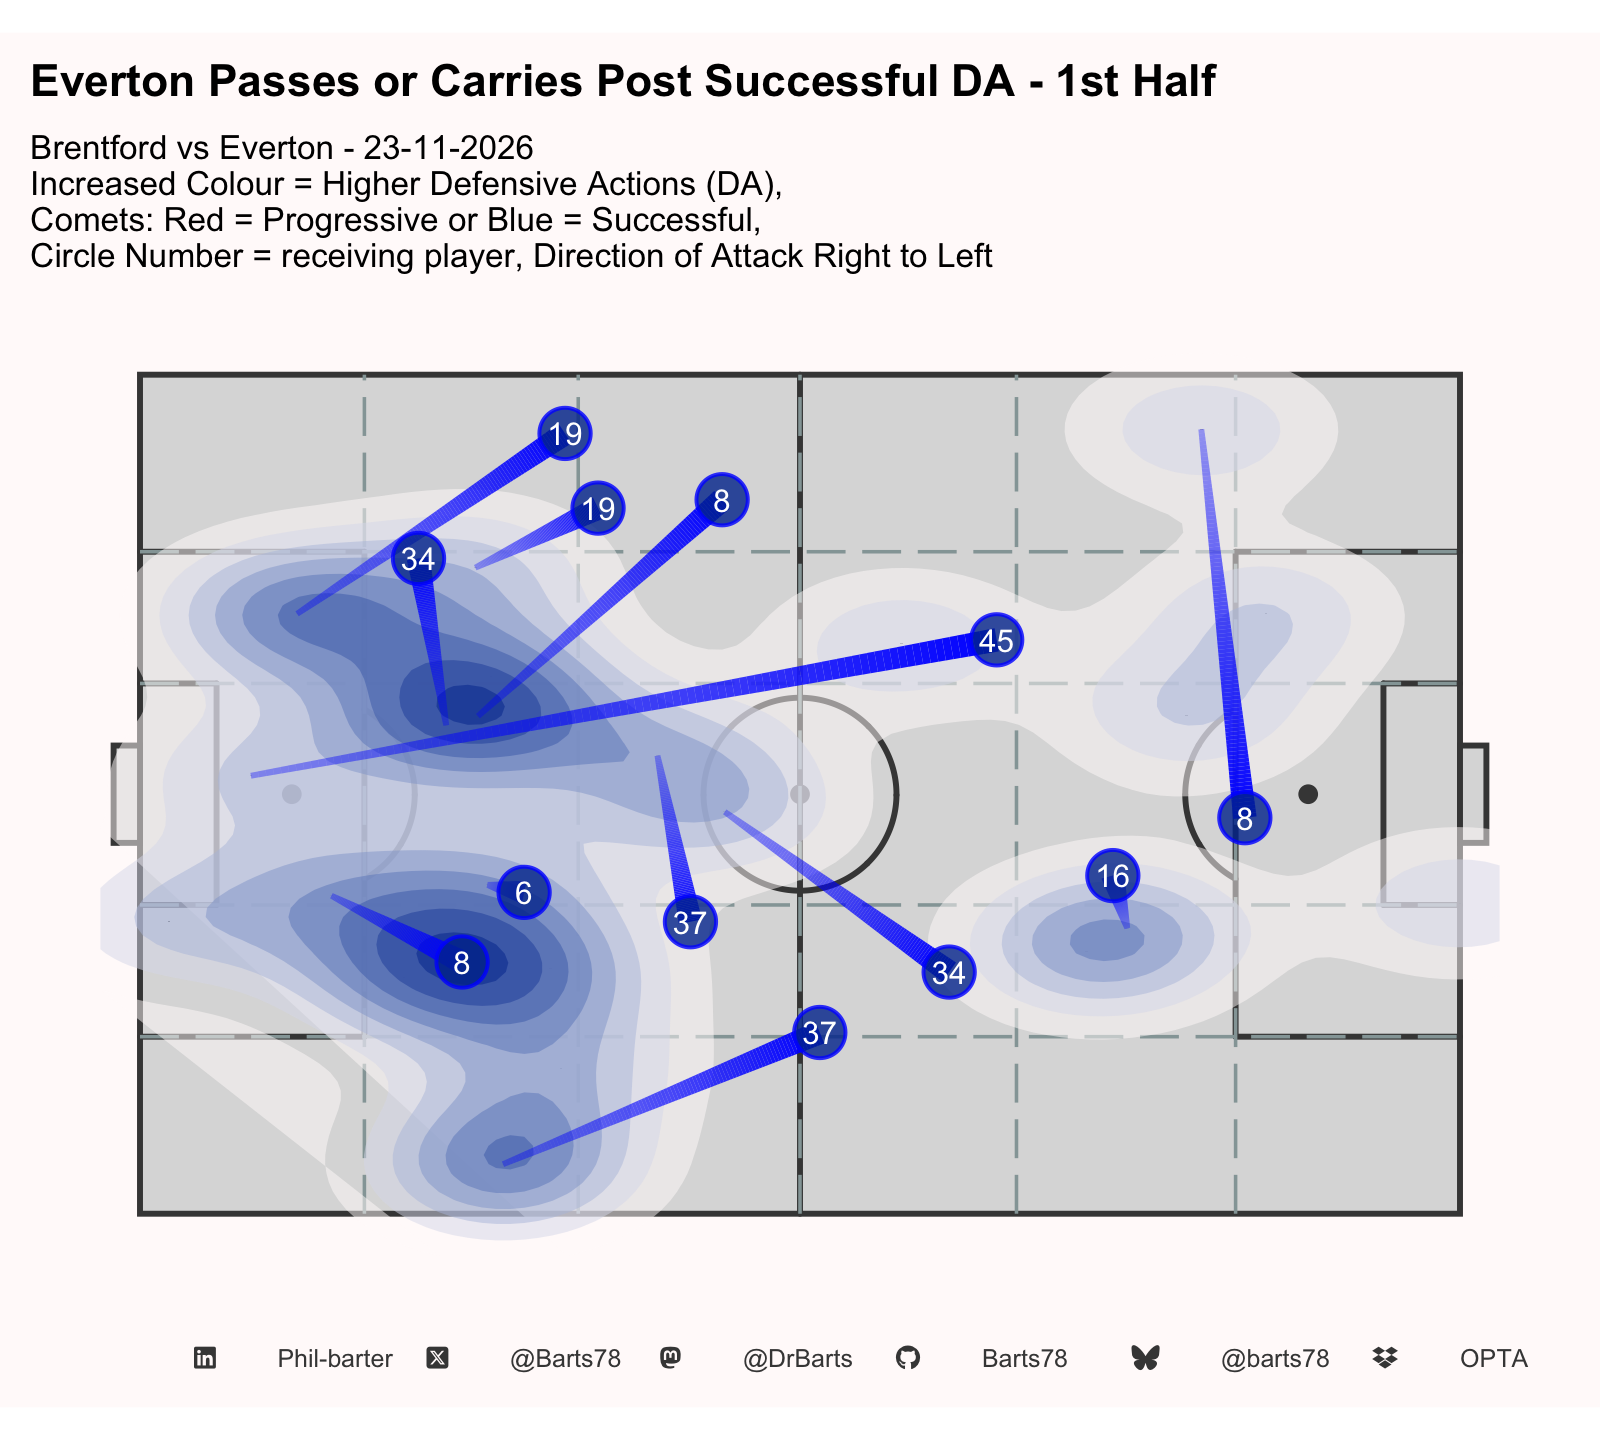 Everton Passes or Carries Post Successful DA - 1st Half
Brentford vs Everton - 23-11-2026
Increased Colour = Higher Defensive Actions (DA),
Comets: Red = Progressive or Blue = Successful,
Circle Number = receiving player, Direction of Attack Right to Left
19
8
19
34
45
8
16
6
37
8
34
37
Phil-barter @Barts78 @DrBarts Barts78 @barts78 OPTA